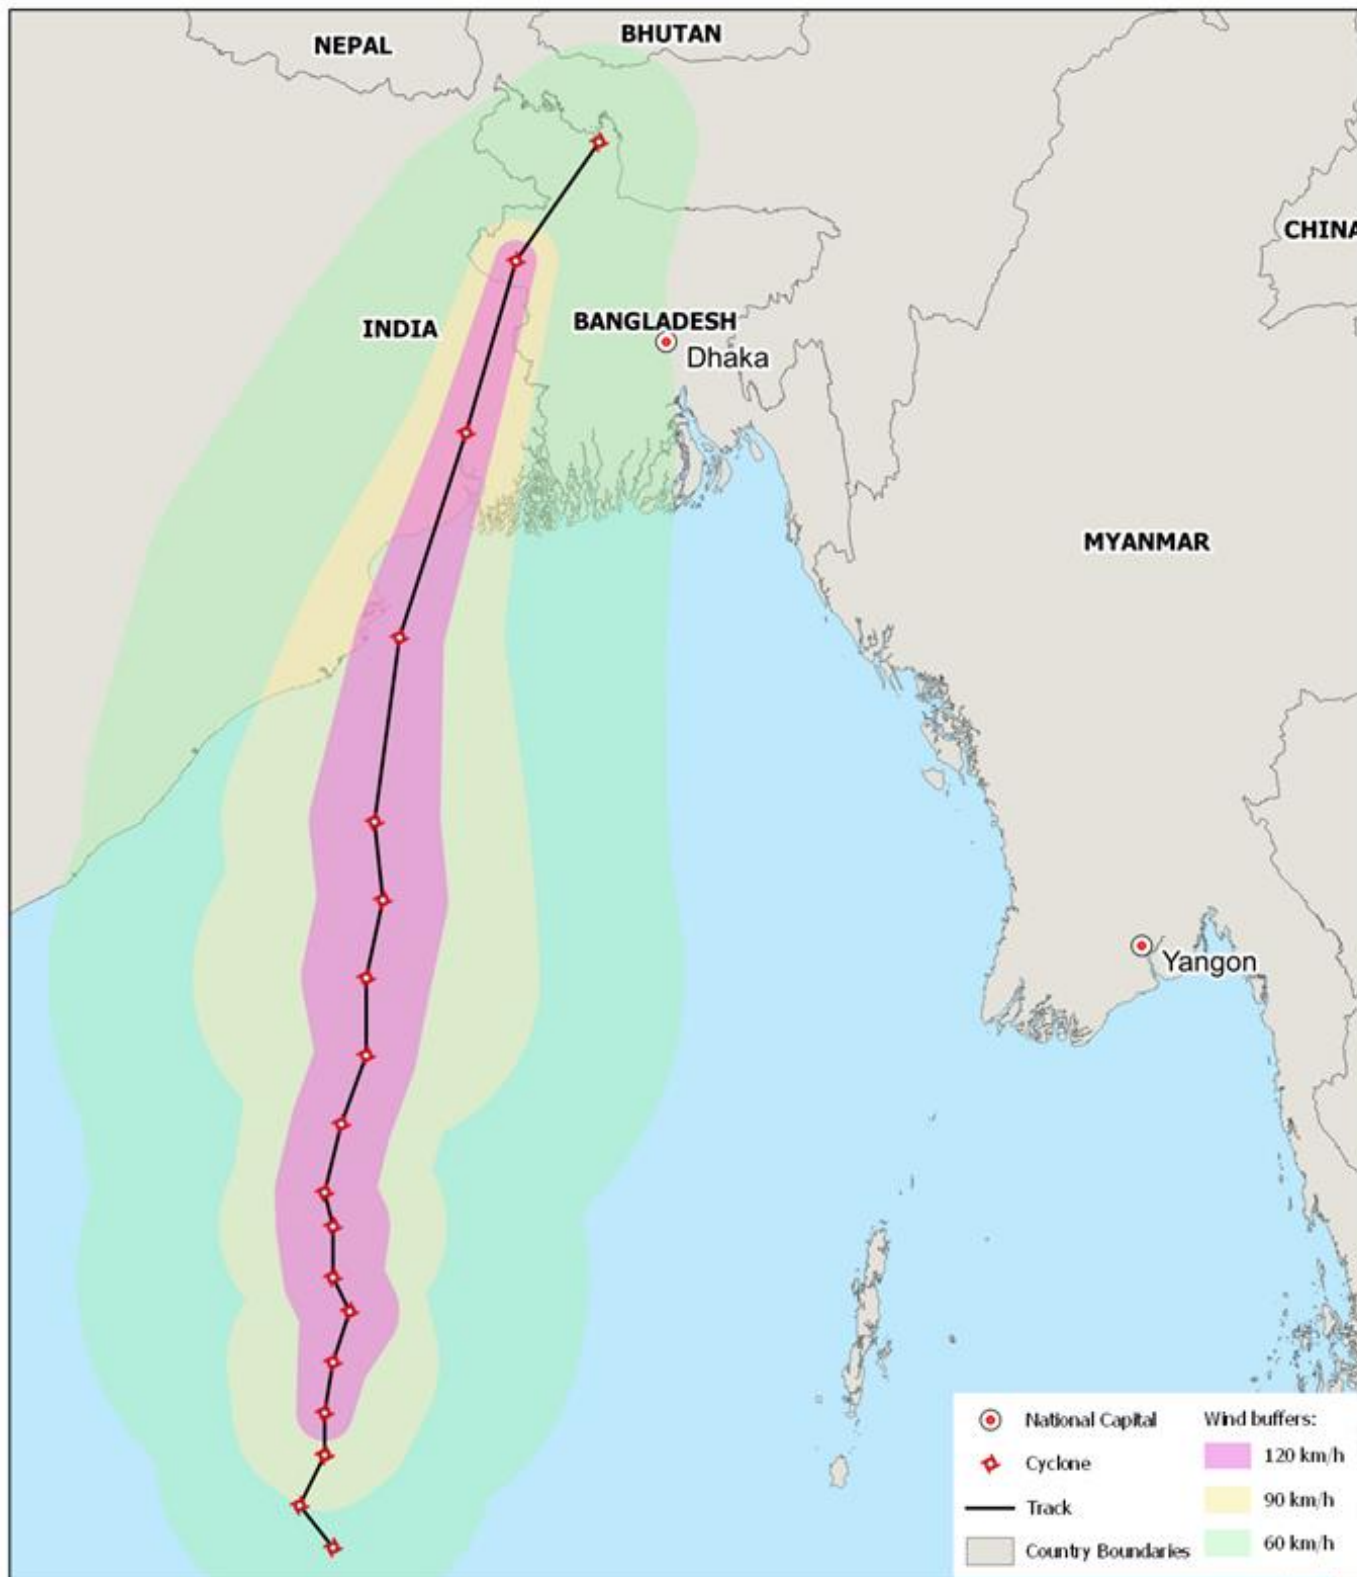 NEPAL
BHUTAN
CHINA
INDIA
BANGLADESH
Dhaka
MYANMAR
Yangon
National Capital
Cyclone
Track
Country Boundaries
Wind buffers:
120 km/h
90 km/h
60 km/h